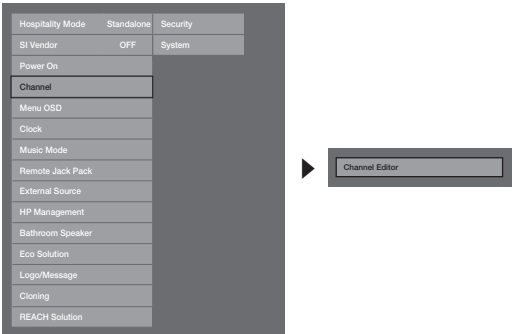 Hospitality Mode Standalone Security
SI Vendor OFF System
Power On
Channel
Menu OSD
Clock
Music Mode
Remote Jack Pack
External Source
HP Management
Bathroom Speaker
Eco Solution
Logo/Message
Cloning
REACH Solution
Channel Editor